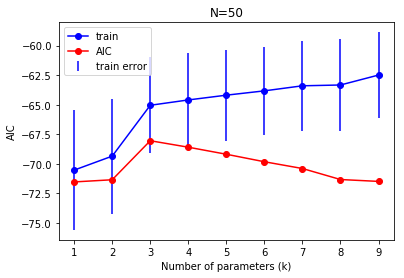 N=50
train
AIC
train error
−60.0
−62.5
−65.0
−67.5
−70.0
−72.5
−75.0
AIC
1 2 3 4 5 6 7 8 9
Number of parameters (k)